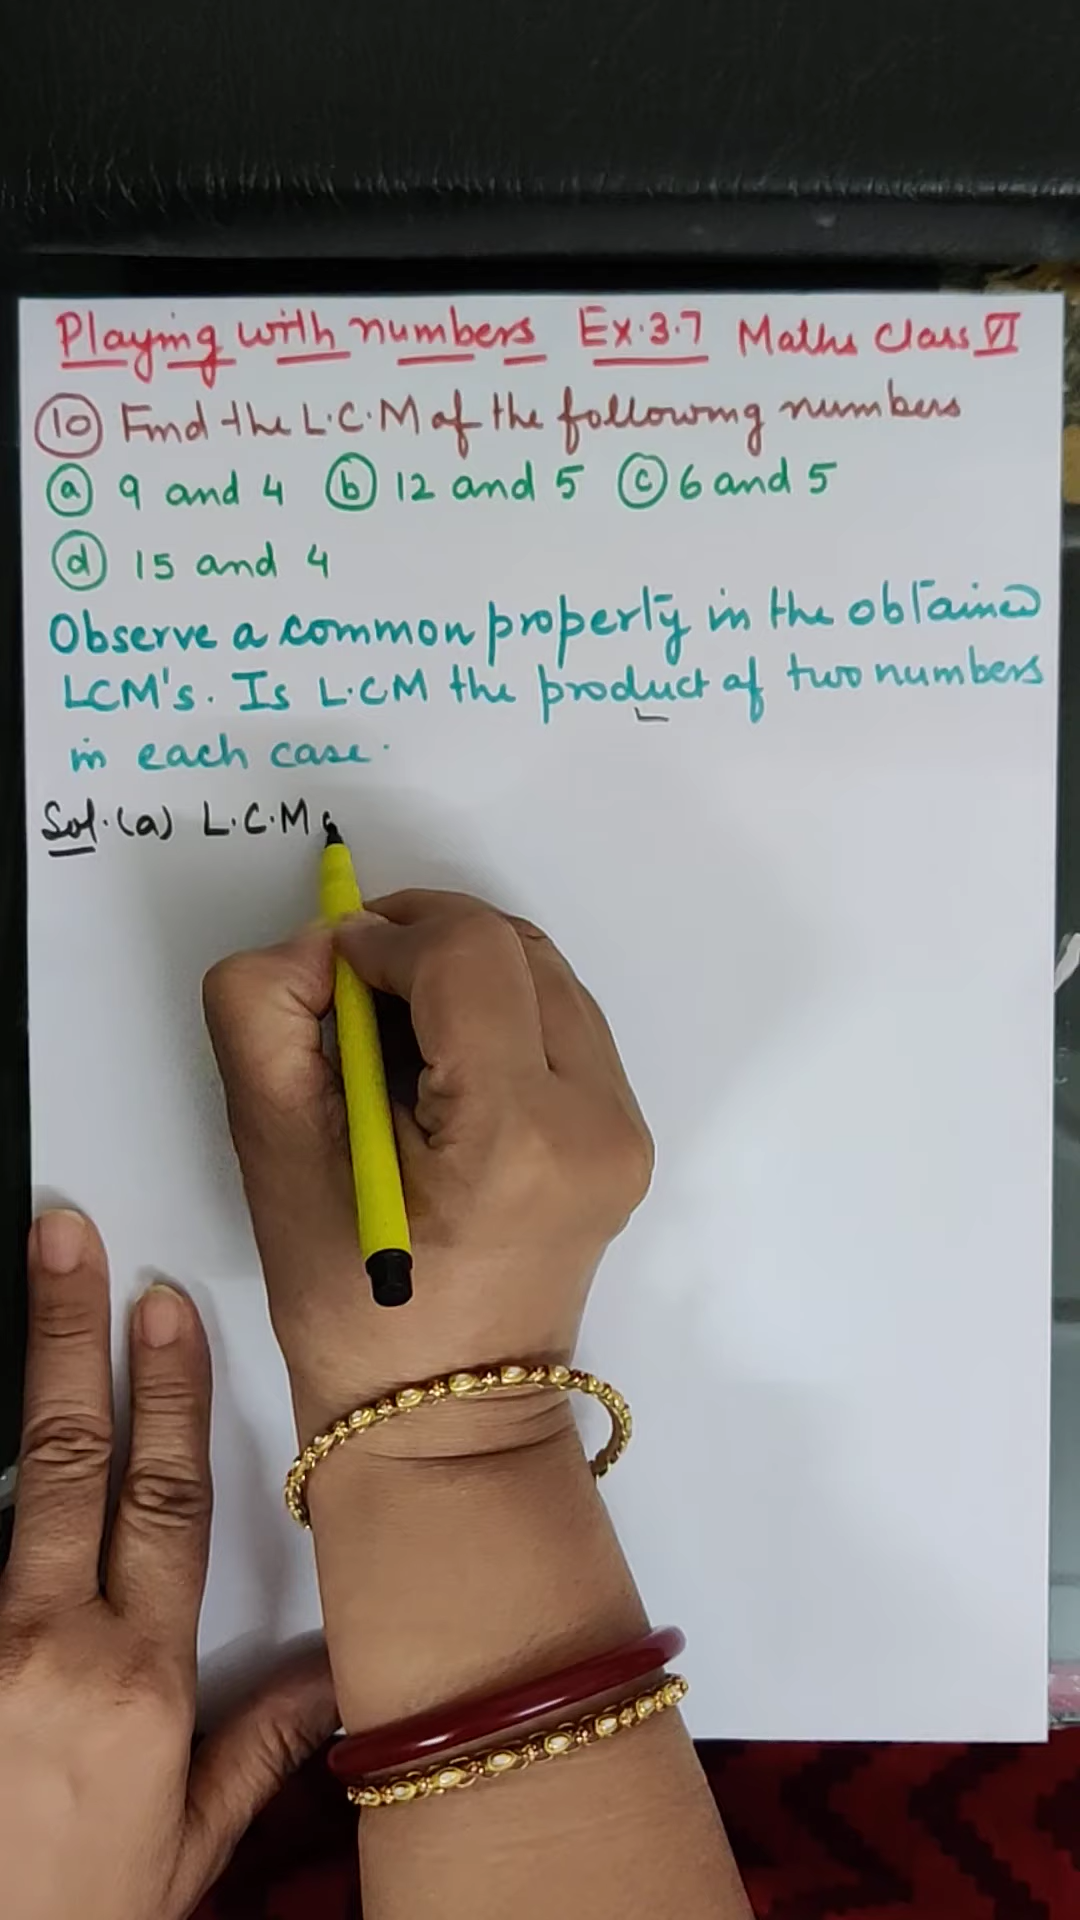 Playing with numbers Ex.3.7 Maths Class VI
10 Find the L.C.M of the following numbers
a 9 and 4 b 12 and 5 c 6 and 5
d 15 and 4
Observe a common property in the obtained
LCM's. Is L.C.M the product of two numbers
in each case.
Sol. (a) L.C.M